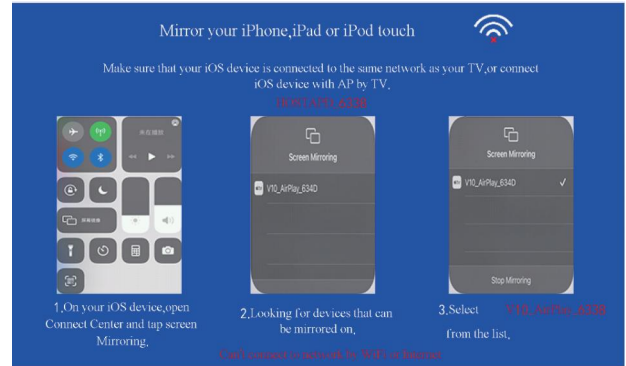 Mirror your iPhone,iPad or iPod touch
Make sure that your iOS device is connected to the same network as your TV,or connect
iOS device with AP by TV.
Screen Mirroring
V10_AirPlay_634D
Screen Mirroring
V10_AirPlay_634D
Stop Mirroring
1.On your iOS device,open
Connect Center and tap screen
Mirroring.
2.Looking for devices that can
be mirrored on.
3.Select V10_AirPlay_
from the list.